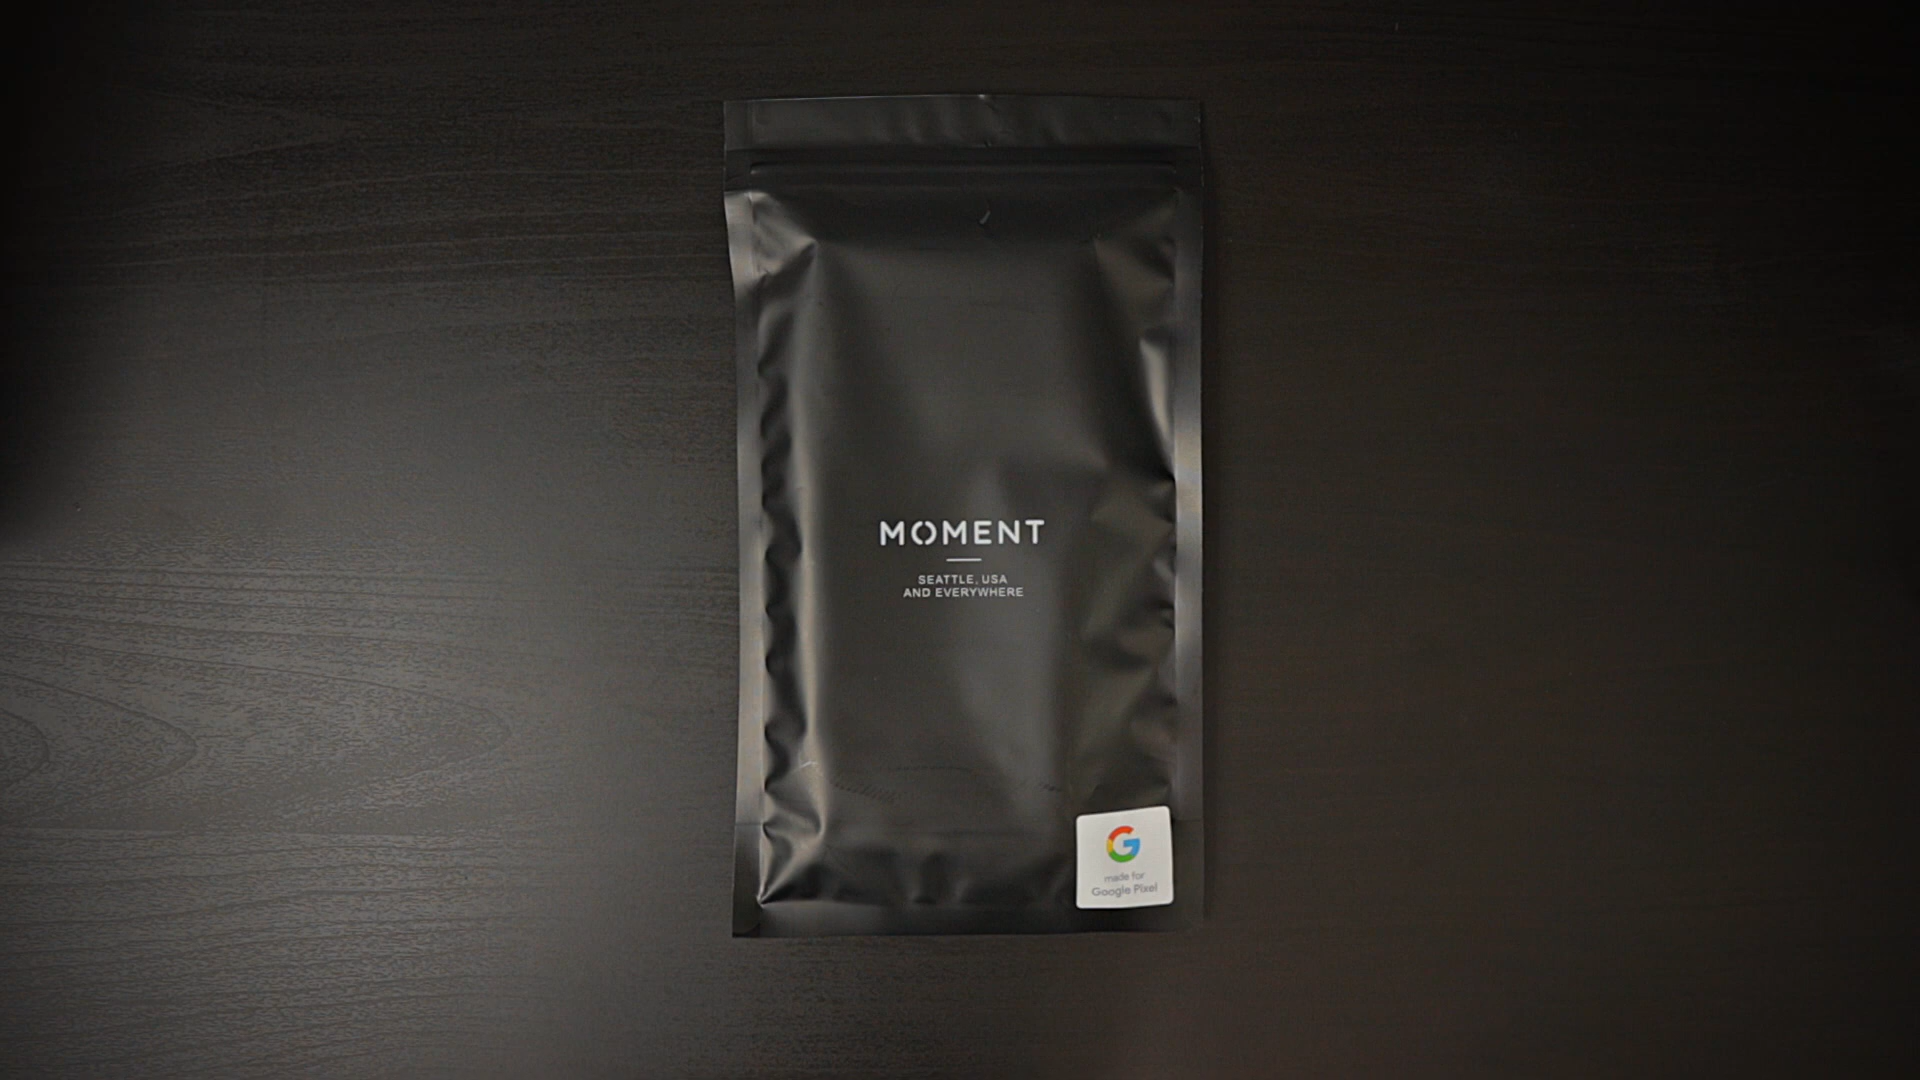 MOMENT
SEATTLE, USA
AND EVERYWHERE
G
made for
Google Pixel